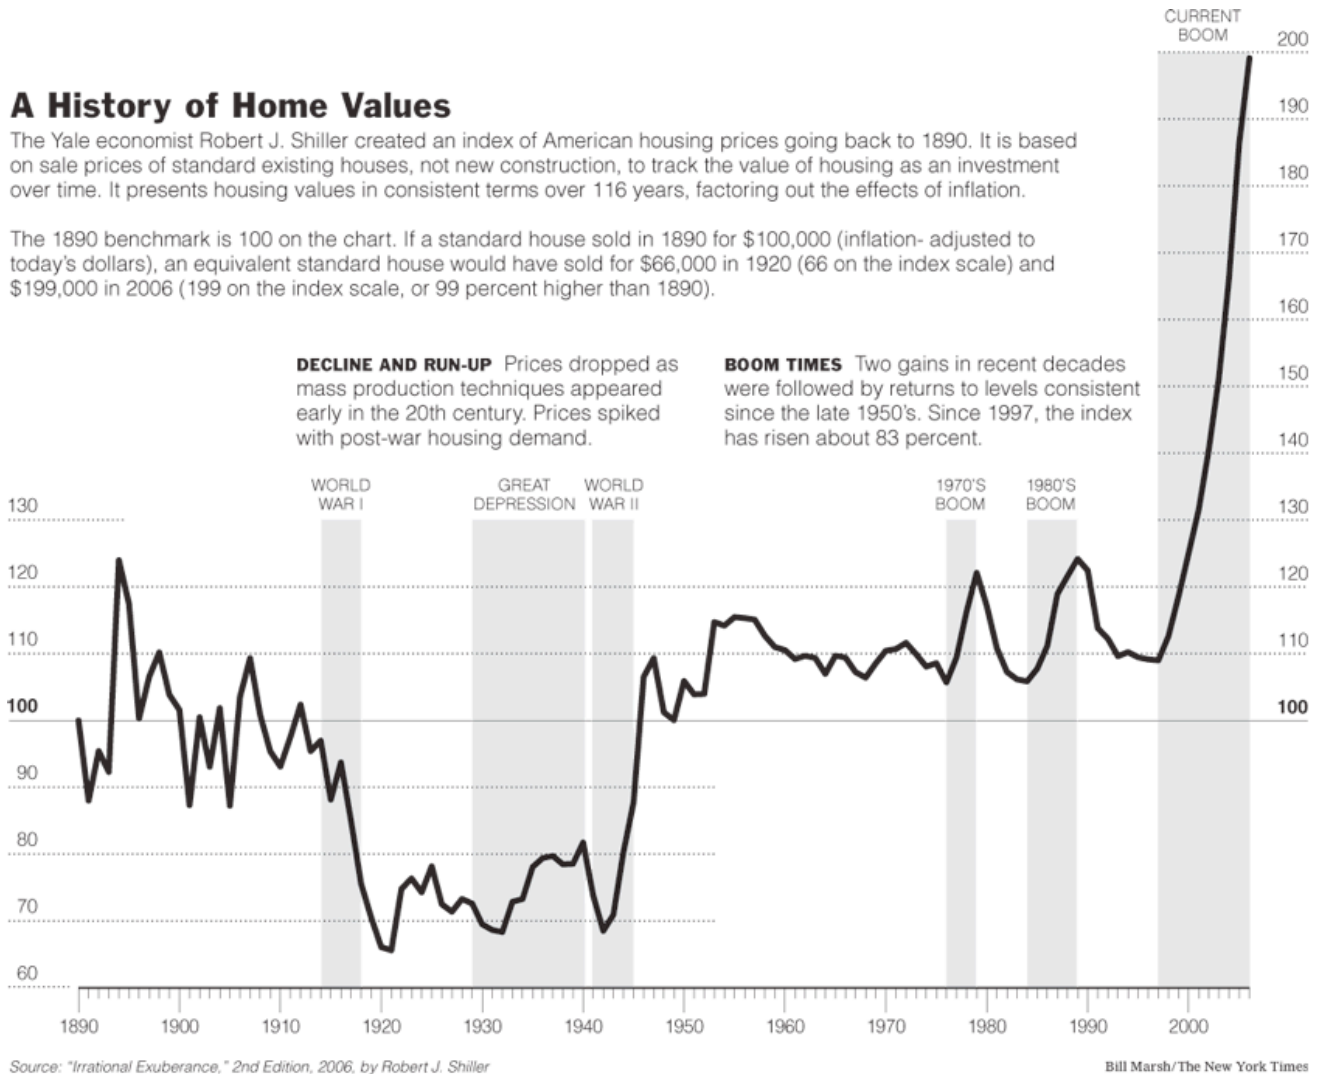 CURRENT
BOOM
A History of Home Values
The Yale economist Robert J. Shiller created an index of American housing prices going back to 1890. It is based
on sale prices of standard existing houses, not new construction, to track the value of housing as an investment
over time. It presents housing values in consistent terms over 116 years, factoring out the effects of inflation.
The 1890 benchmark is 100 on the chart. If a standard house sold in 1890 for $100,000 (inflation- adjusted to
today's dollars), an equivalent standard house would have sold for $66,000 in 1920 (66 on the index scale) and
$199,000 in 2006 (199 on the index scale, or 99 percent higher than 1890).
DECLINE AND RUN-UP Prices dropped as
mass production techniques appeared
early in the 20th century. Prices spiked
with post-war housing demand.
BOOM TIMES Two gains in recent decades
were followed by returns to levels consistent
since the late 1950's. Since 1997, the index
has risen about 83 percent.
WORLD
WAR I
GREAT
DEPRESSION
WORLD
WAR II
1970'S
BOOM
1980'S
BOOM
200
190
180
170
160
150
140
130
120
110
100
130
120
110
100
90
80
70
60
1890 1900 1910 1920 1930 1940 1950 1960 1970 1980 1990 2000
Source: "Irrational Exuberance," 2nd Edition, 2006, by Robert J. Shiller
Bill Marsh/The New York Times